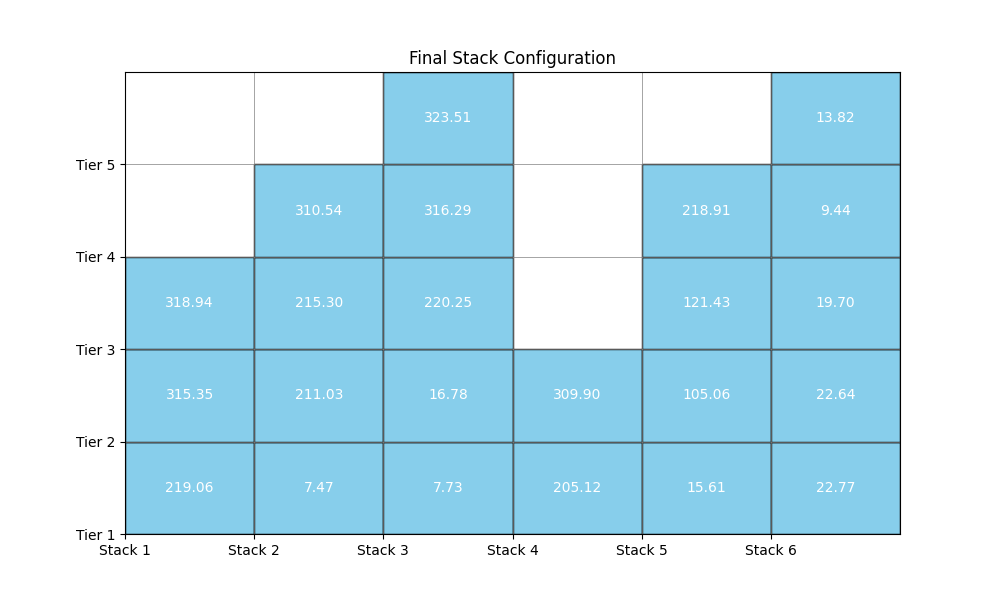 Final Stack Configuration
323.51 13.82
Tier 5
310.54 316.29 218.91 9.44
Tier 4
318.94 215.30 220.25 121.43 19.70
Tier 3
315.35 211.03 16.78 309.90 105.06 22.64
Tier 2
219.06 7.47 7.73 205.12 15.61 22.77
Tier 1
Stack 1 Stack 2 Stack 3 Stack 4 Stack 5 Stack 6